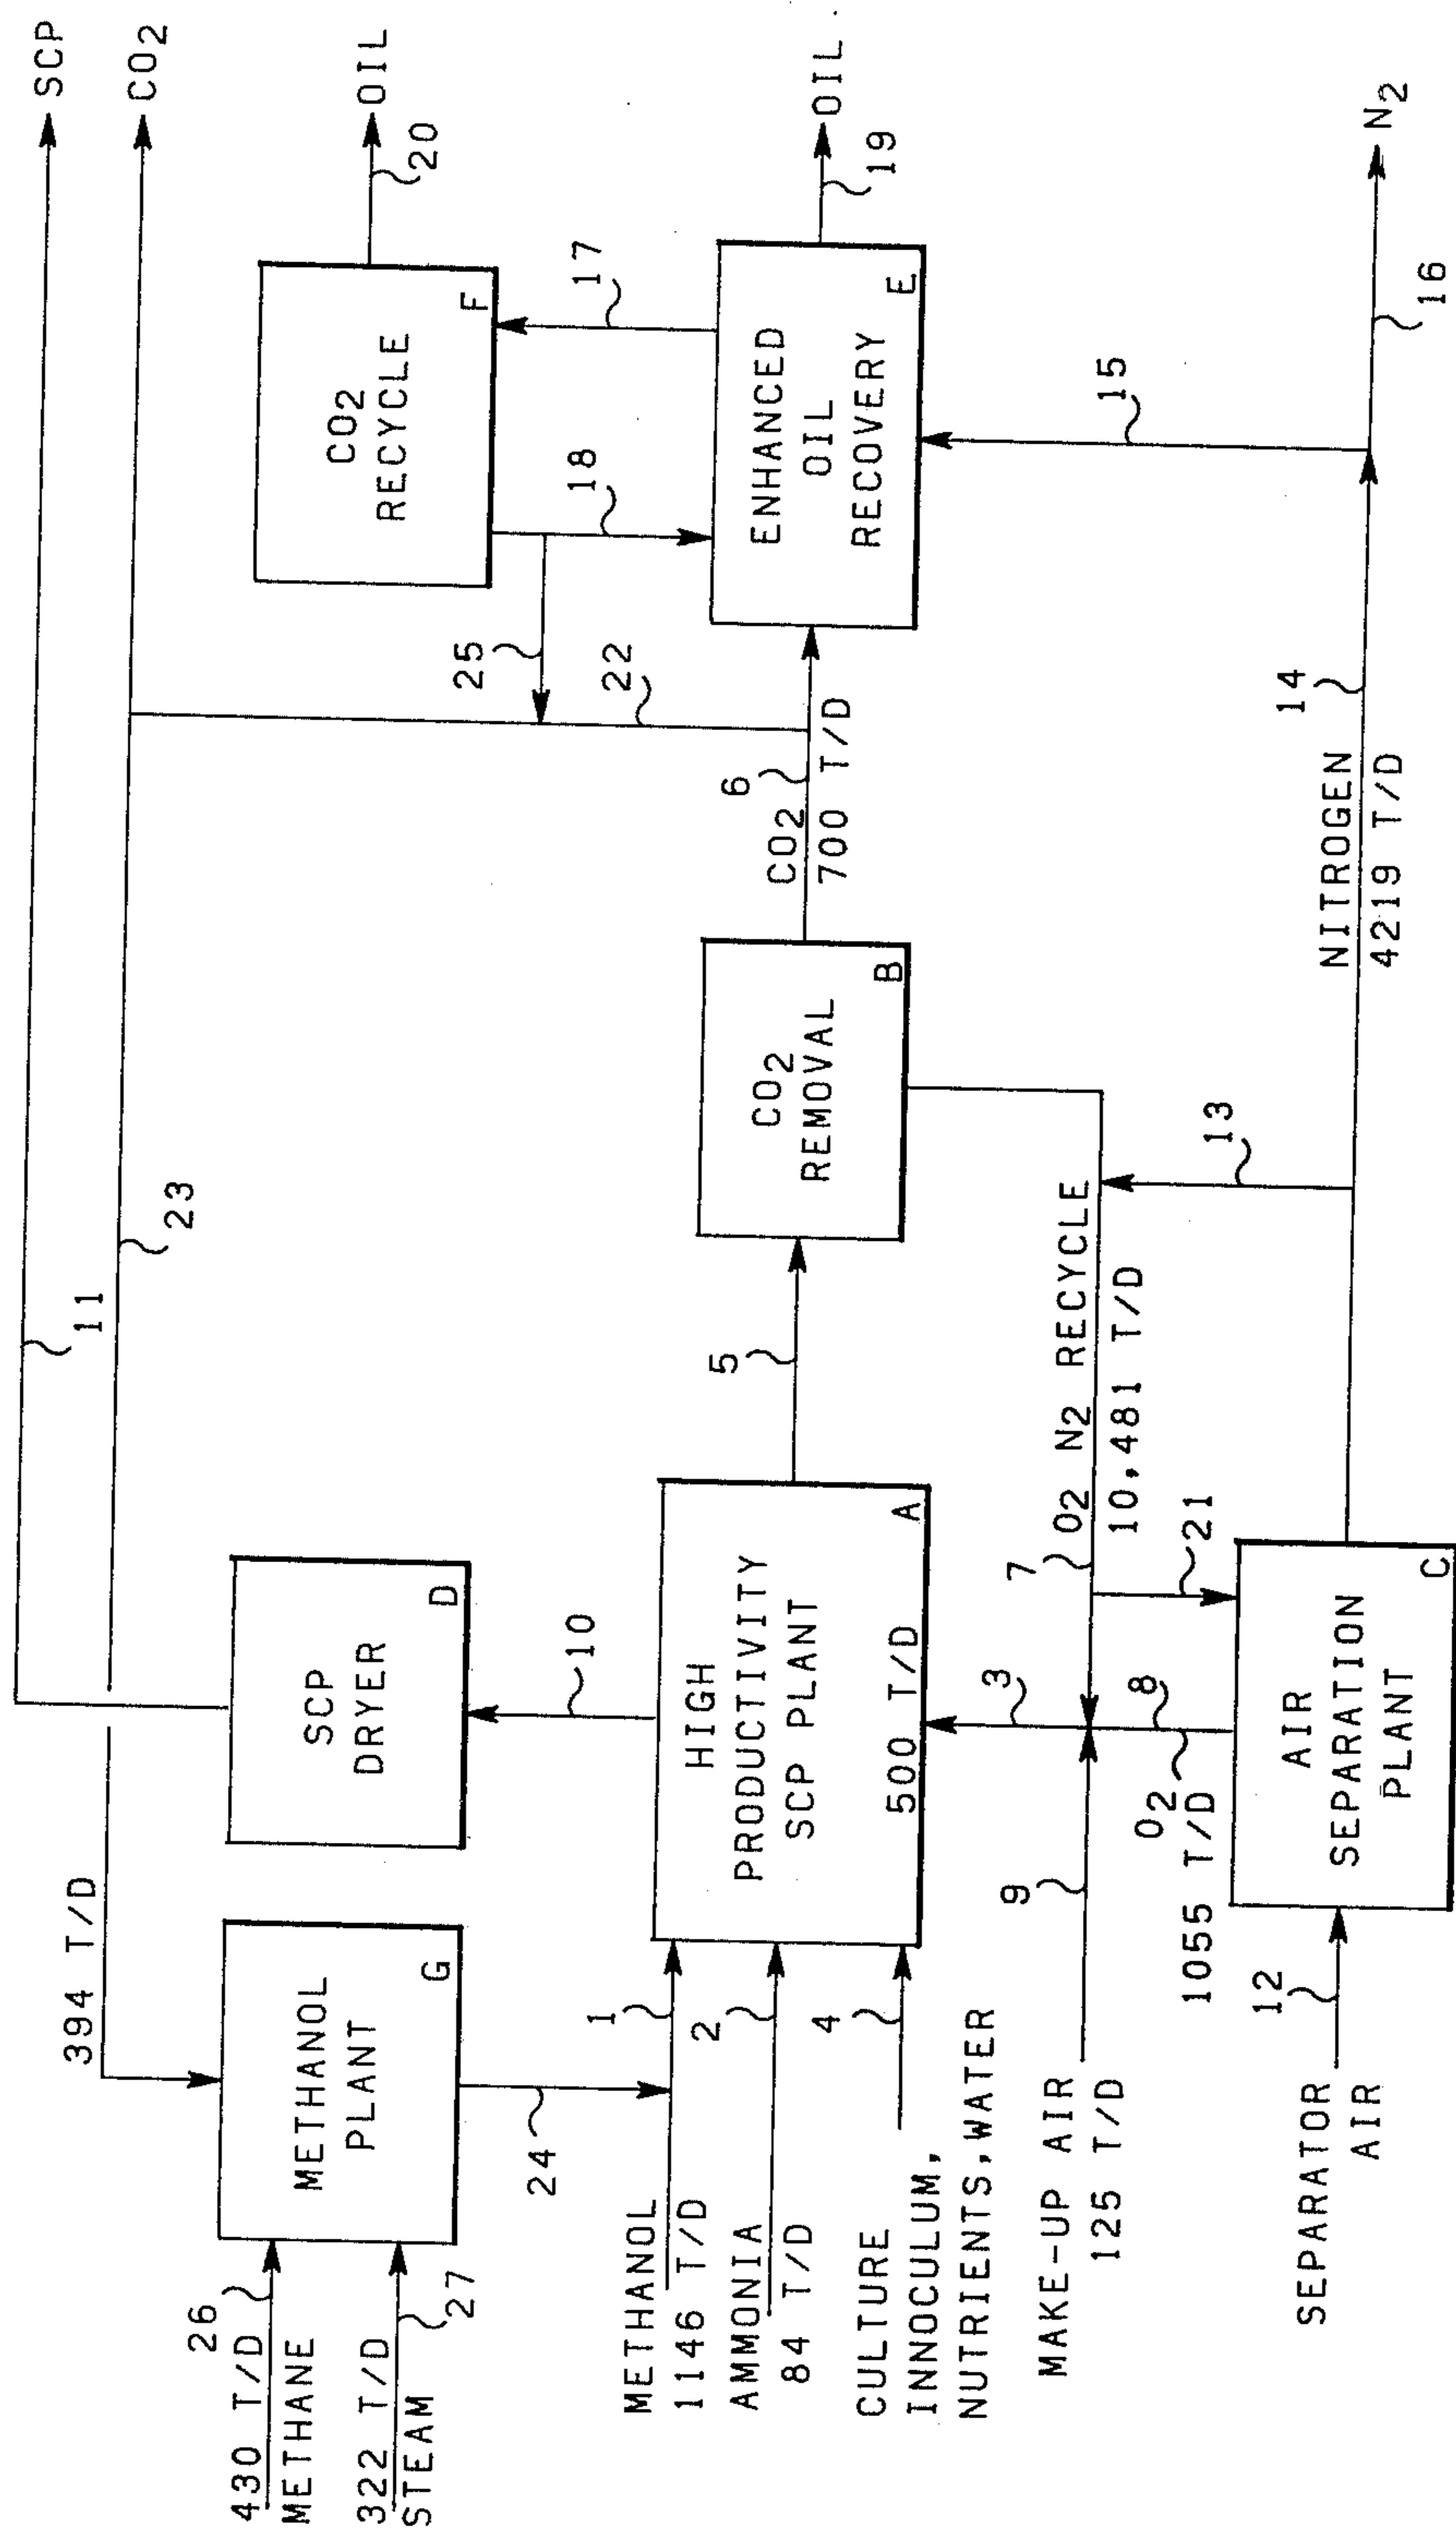 SCP
CO2
11
23
394 T/D
430 T/D
26
METHANE
322 T/D
STEAM
27
METHANOL
PLANT
G
24
SCP
DRYER
D
10
CO2
RECYCLE
F
20
OIL
17
18
25
22
METHANOL
1146 T/D
1
AMMONIA
84 T/D
2
CULTURE
INNOCULUM,
NUTRIENTS,WATER
4
HIGH
PRODUCTIVITY
SCP PLANT
500 T/D
A
5
CO2
REMOVAL
B
CO2
6
700 T/D
ENHANCED
OIL
RECOVERY
E
19
OIL
MAKE-UP AIR
125 T/D
9
3
7
O2 N2 RECYCLE
10,481 T/D
8
O2
1055 T/D
21
13
15
SEPARATOR
AIR
12
AIR
SEPARATION
PLANT
C
NITROGEN
4219 T/D
14
16
N2